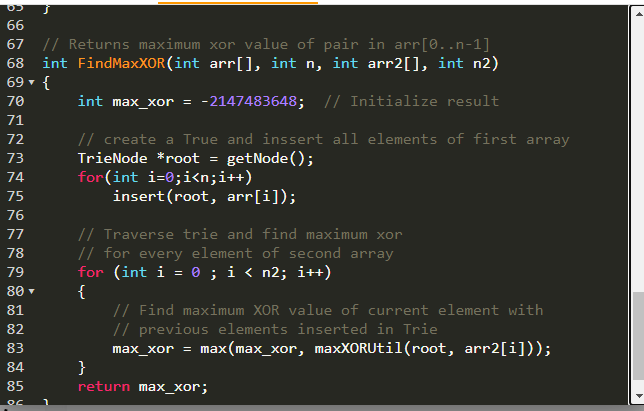 65 }
66
67 // Returns maximum xor value of pair in arr[0..n-1]
68 int FindMaxXOR(int arr[], int n, int arr2[], int n2)
69 {
70     int max_xor = -2147483648;  // Initialize result
71
72     // create a True and inssert all elements of first array
73     TrieNode *root = getNode();
74     for(int i=0;i<n;i++)
75         insert(root, arr[i]);
76
77     // Traverse trie and find maximum xor
78     // for every element of second array
79     for (int i = 0 ; i < n2; i++)
80     {
81         // Find maximum XOR value of current element with
82         // previous elements inserted in Trie
83         max_xor = max(max_xor, maxXORUtil(root, arr2[i]));
84     }
85     return max_xor;
86 }